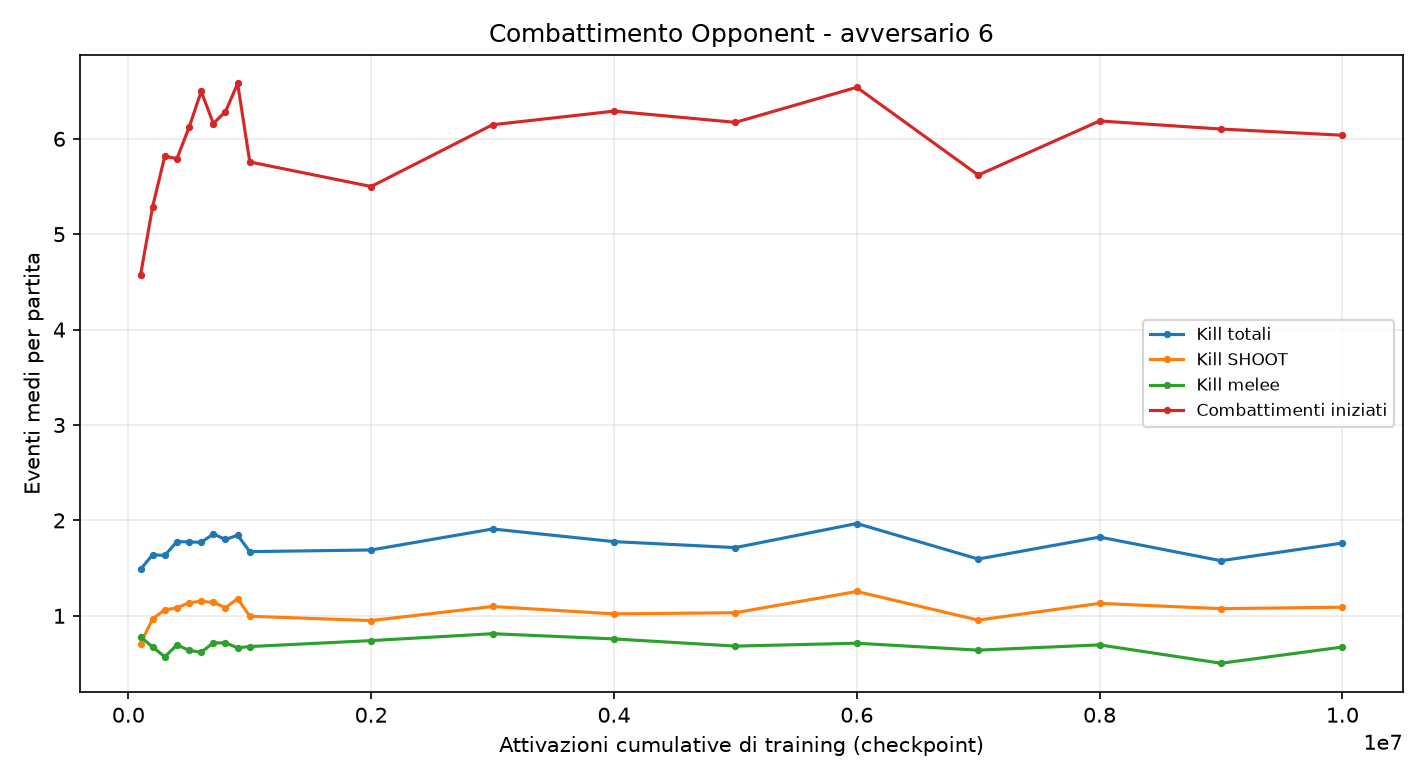 Combattimento Opponent - avversario 6
Eventi medi per partita
6
5
4
3
2
1
Kill totali
Kill SHOOT
Kill melee
Combattimenti iniziati
0.0 0.2 0.4 0.6 0.8 1.0
1e7
Attivazioni cumulative di training (checkpoint)